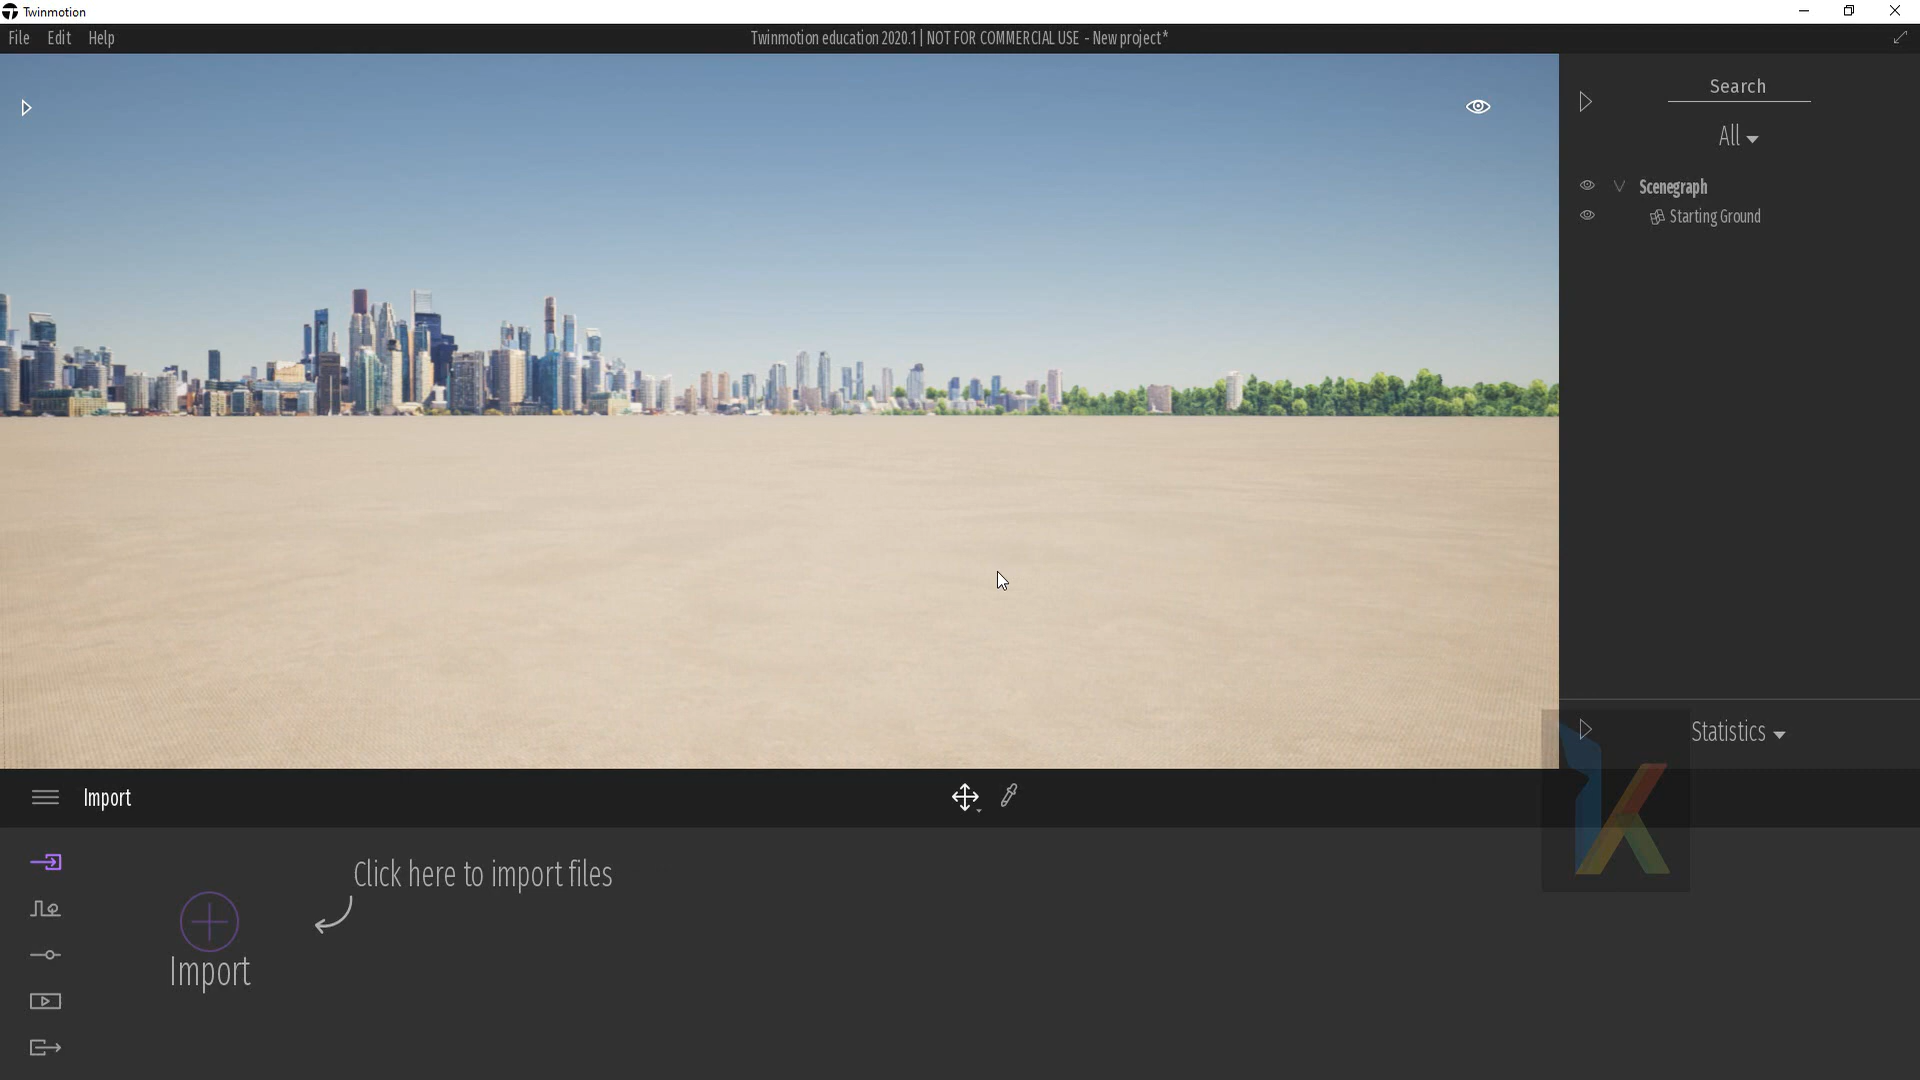 Twinmotion
File Edit Help
Twinmotion education 2020.1 | NOT FOR COMMERCIAL USE - New project*
Search
All
Scenegraph
Starting Ground
Statistics
Import
Click here to import files
Import